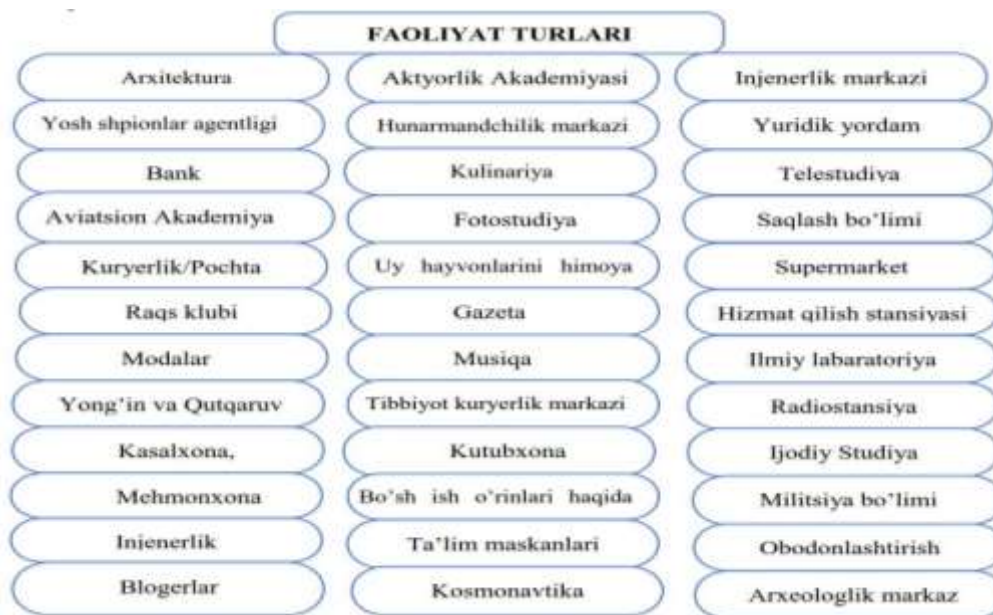 FAOLIYAT TURLARI
Arxitektura
Aktyorlik Akademiyasi
Injenerlik markazi
Yosh shpionlar agentligi
Hunarmandchilik markazi
Yuridik yordam
Bank
Kulinariya
Telestudiya
Aviatsion Akademiya
Fotostudiya
Saqlash bo’limi
Kuryerlik/Pochta
Uy hayvonlarini himoya
Supermarket
Raqs klubi
Gazeta
Hizmat qilish stansiyasi
Modalar
Musiqa
Ilmiy labaratoriya
Yong’in va Qutqaruv
Tibbiyot kuryerlik markazi
Radiostansiya
Kasalxona,
Kutubxona
Ijodiy Studiya
Mehmonxona
Bo’sh ish o’rinlari haqida
Militsiya bo’limi
Injenerlik
Ta’lim maskanlari
Obodonlashtirish
Blogerlar
Kosmonavtika
Arxeologlik markaz